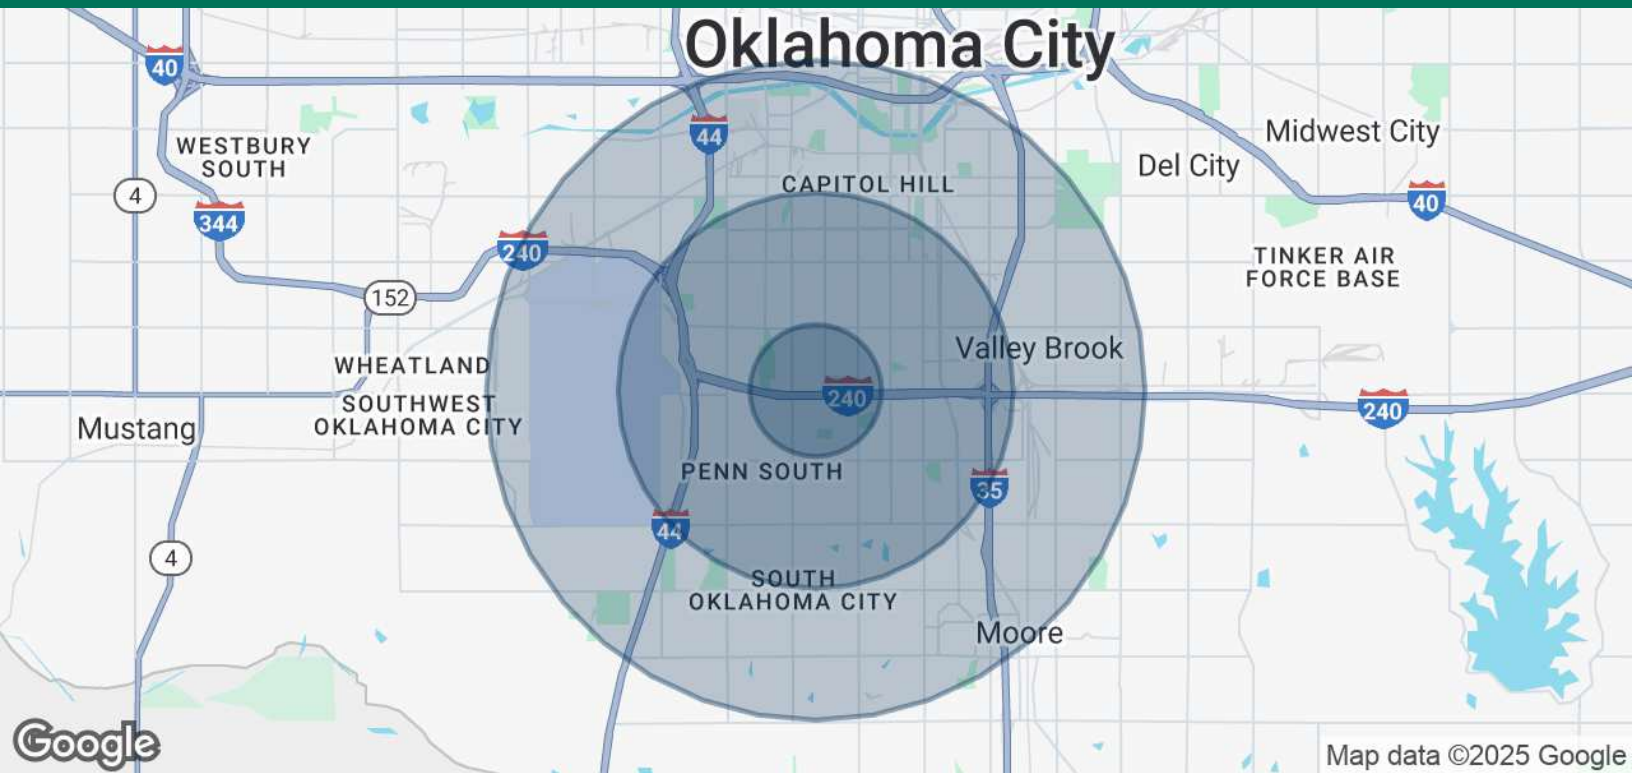 Oklahoma City
40
44
Midwest City
WESTBURY
SOUTH
Del City
CAPITOL HILL
4
344
40
240
TINKER AIR
FORCE BASE
152
Valley Brook
WHEATLAND
240
240
SOUTHWEST
OKLAHOMA CITY
Mustang
PENN SOUTH
35
44
4
SOUTH
OKLAHOMA CITY
Moore
Google
Map data ©2025 Google